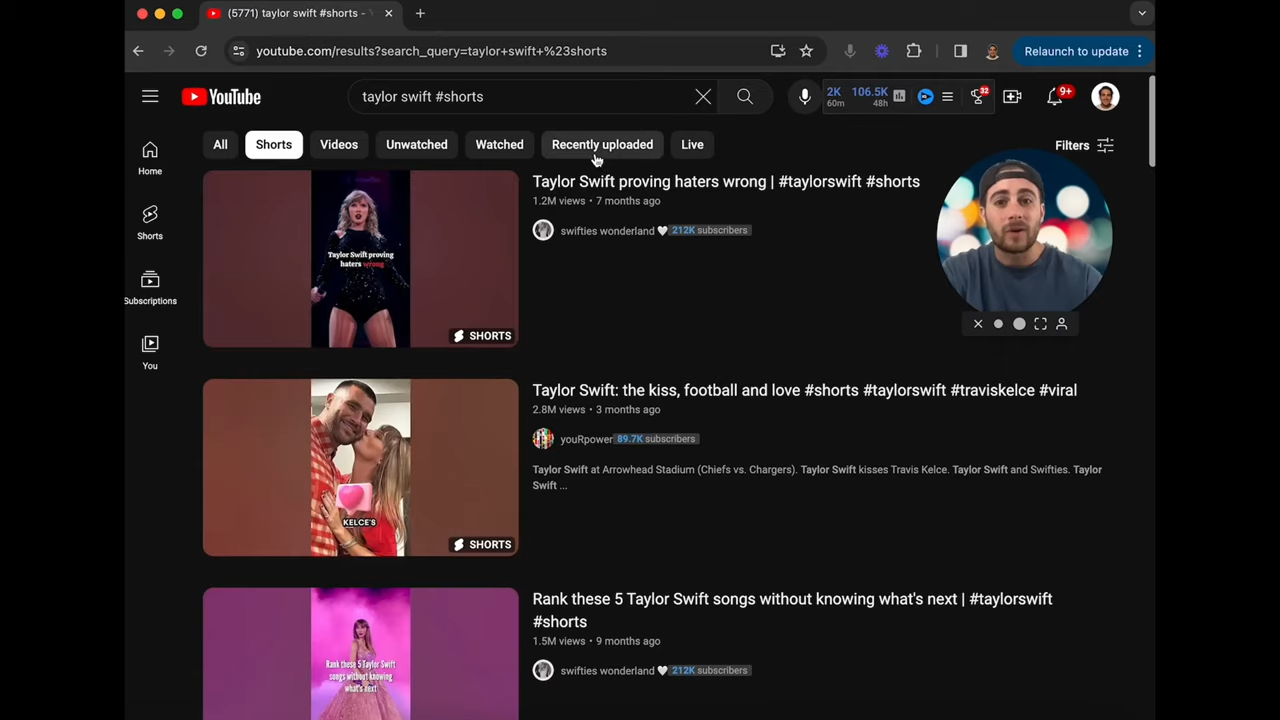 (5771) taylor swift #shorts -
youtube.com/results?search_query=taylor+swift+%23shorts
Relaunch to update
YouTube
taylor swift #shorts
2K 106.5K
60m 48h
32
9+
All Shorts Videos Unwatched Watched Recently uploaded Live
Filters
Home
Shorts
Subscriptions
You
Taylor Swift proving
haters wrong
SHORTS
Taylor Swift proving haters wrong | #taylorswift #shorts
1.2M views • 7 months ago
swifties wonderland 212K subscribers
KELCE'S
SHORTS
Taylor Swift: the kiss, football and love #shorts #taylorswift #traviskelce #viral
2.8M views • 3 months ago
youRpower 89.7K subscribers
Taylor Swift at Arrowhead Stadium (Chiefs vs. Chargers). Taylor Swift kisses Travis Kelce. Taylor Swift and Swifties. Taylor
Swift ...
Rank these 5 Taylor Swift
songs without knowing
what's next
Rank these 5 Taylor Swift songs without knowing what's next | #taylorswift
#shorts
1.5M views • 9 months ago
swifties wonderland 212K subscribers